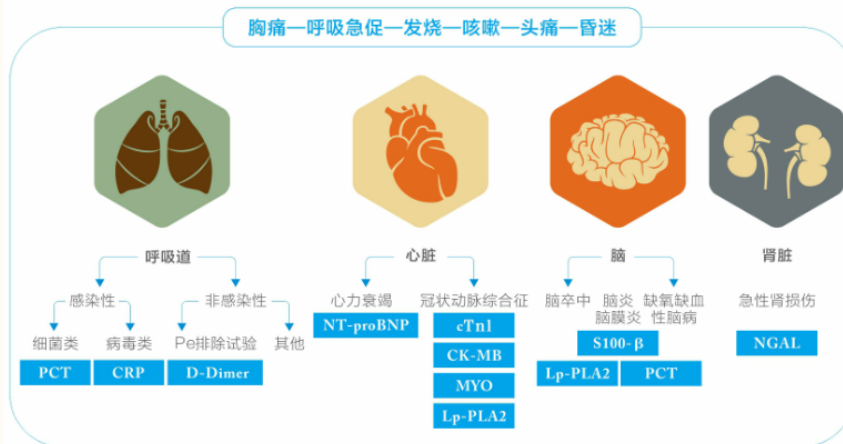 胸痛—呼吸急促—发烧—咳嗽—头痛—昏迷
呼吸道 心脏 脑 肾脏
感染性 非感染性 心力衰竭 冠状动脉综合征 脑卒中 脑炎 缺氧缺血 急性肾损伤
脑膜炎 性脑病
NT-proBNP cTn1
细菌类 病毒类 Pe排除试验 其他 S100-β NGAL
CK-MB
PCT CRP D-Dimer Lp-PLA2 PCT
MYO
Lp-PLA2